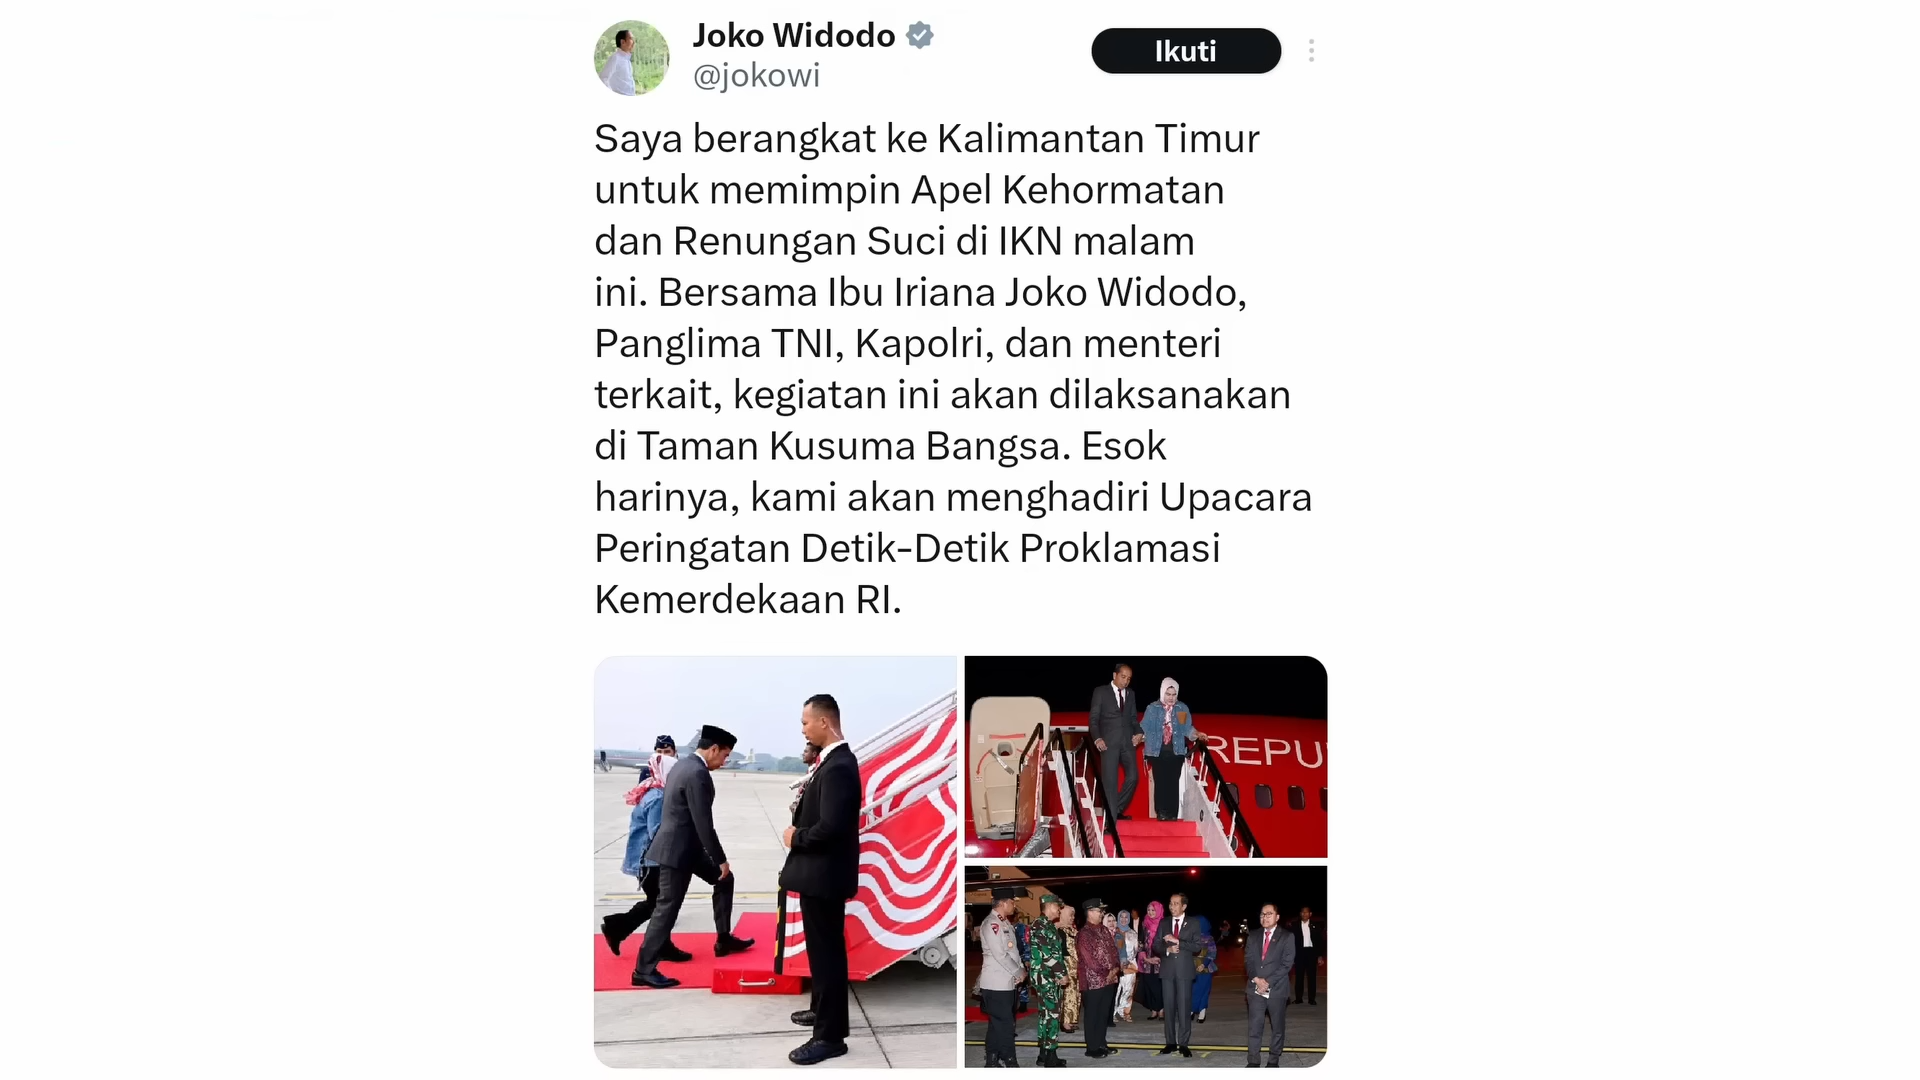 Joko Widodo
@jokowi
Ikuti
Saya berangkat ke Kalimantan Timur
untuk memimpin Apel Kehormatan
dan Renungan Suci di IKN malam
ini. Bersama Ibu Iriana Joko Widodo,
Panglima TNI, Kapolri, dan menteri
terkait, kegiatan ini akan dilaksanakan
di Taman Kusuma Bangsa. Esok
harinya, kami akan menghadiri Upacara
Peringatan Detik-Detik Proklamasi
Kemerdekaan RI.
REPU